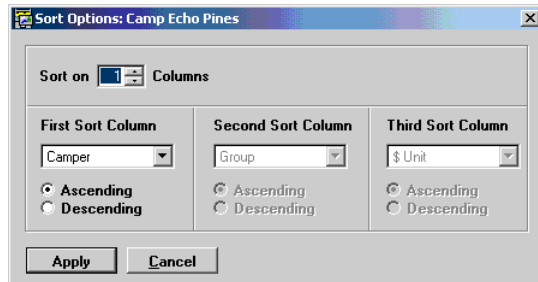 Sort Options: Camp Echo Pines
Sort on 1 Columns
First Sort Column Second Sort Column Third Sort Column
Camper Group $ Unit
Ascending Ascending Ascending
Descending Descending Descending
Apply Cancel